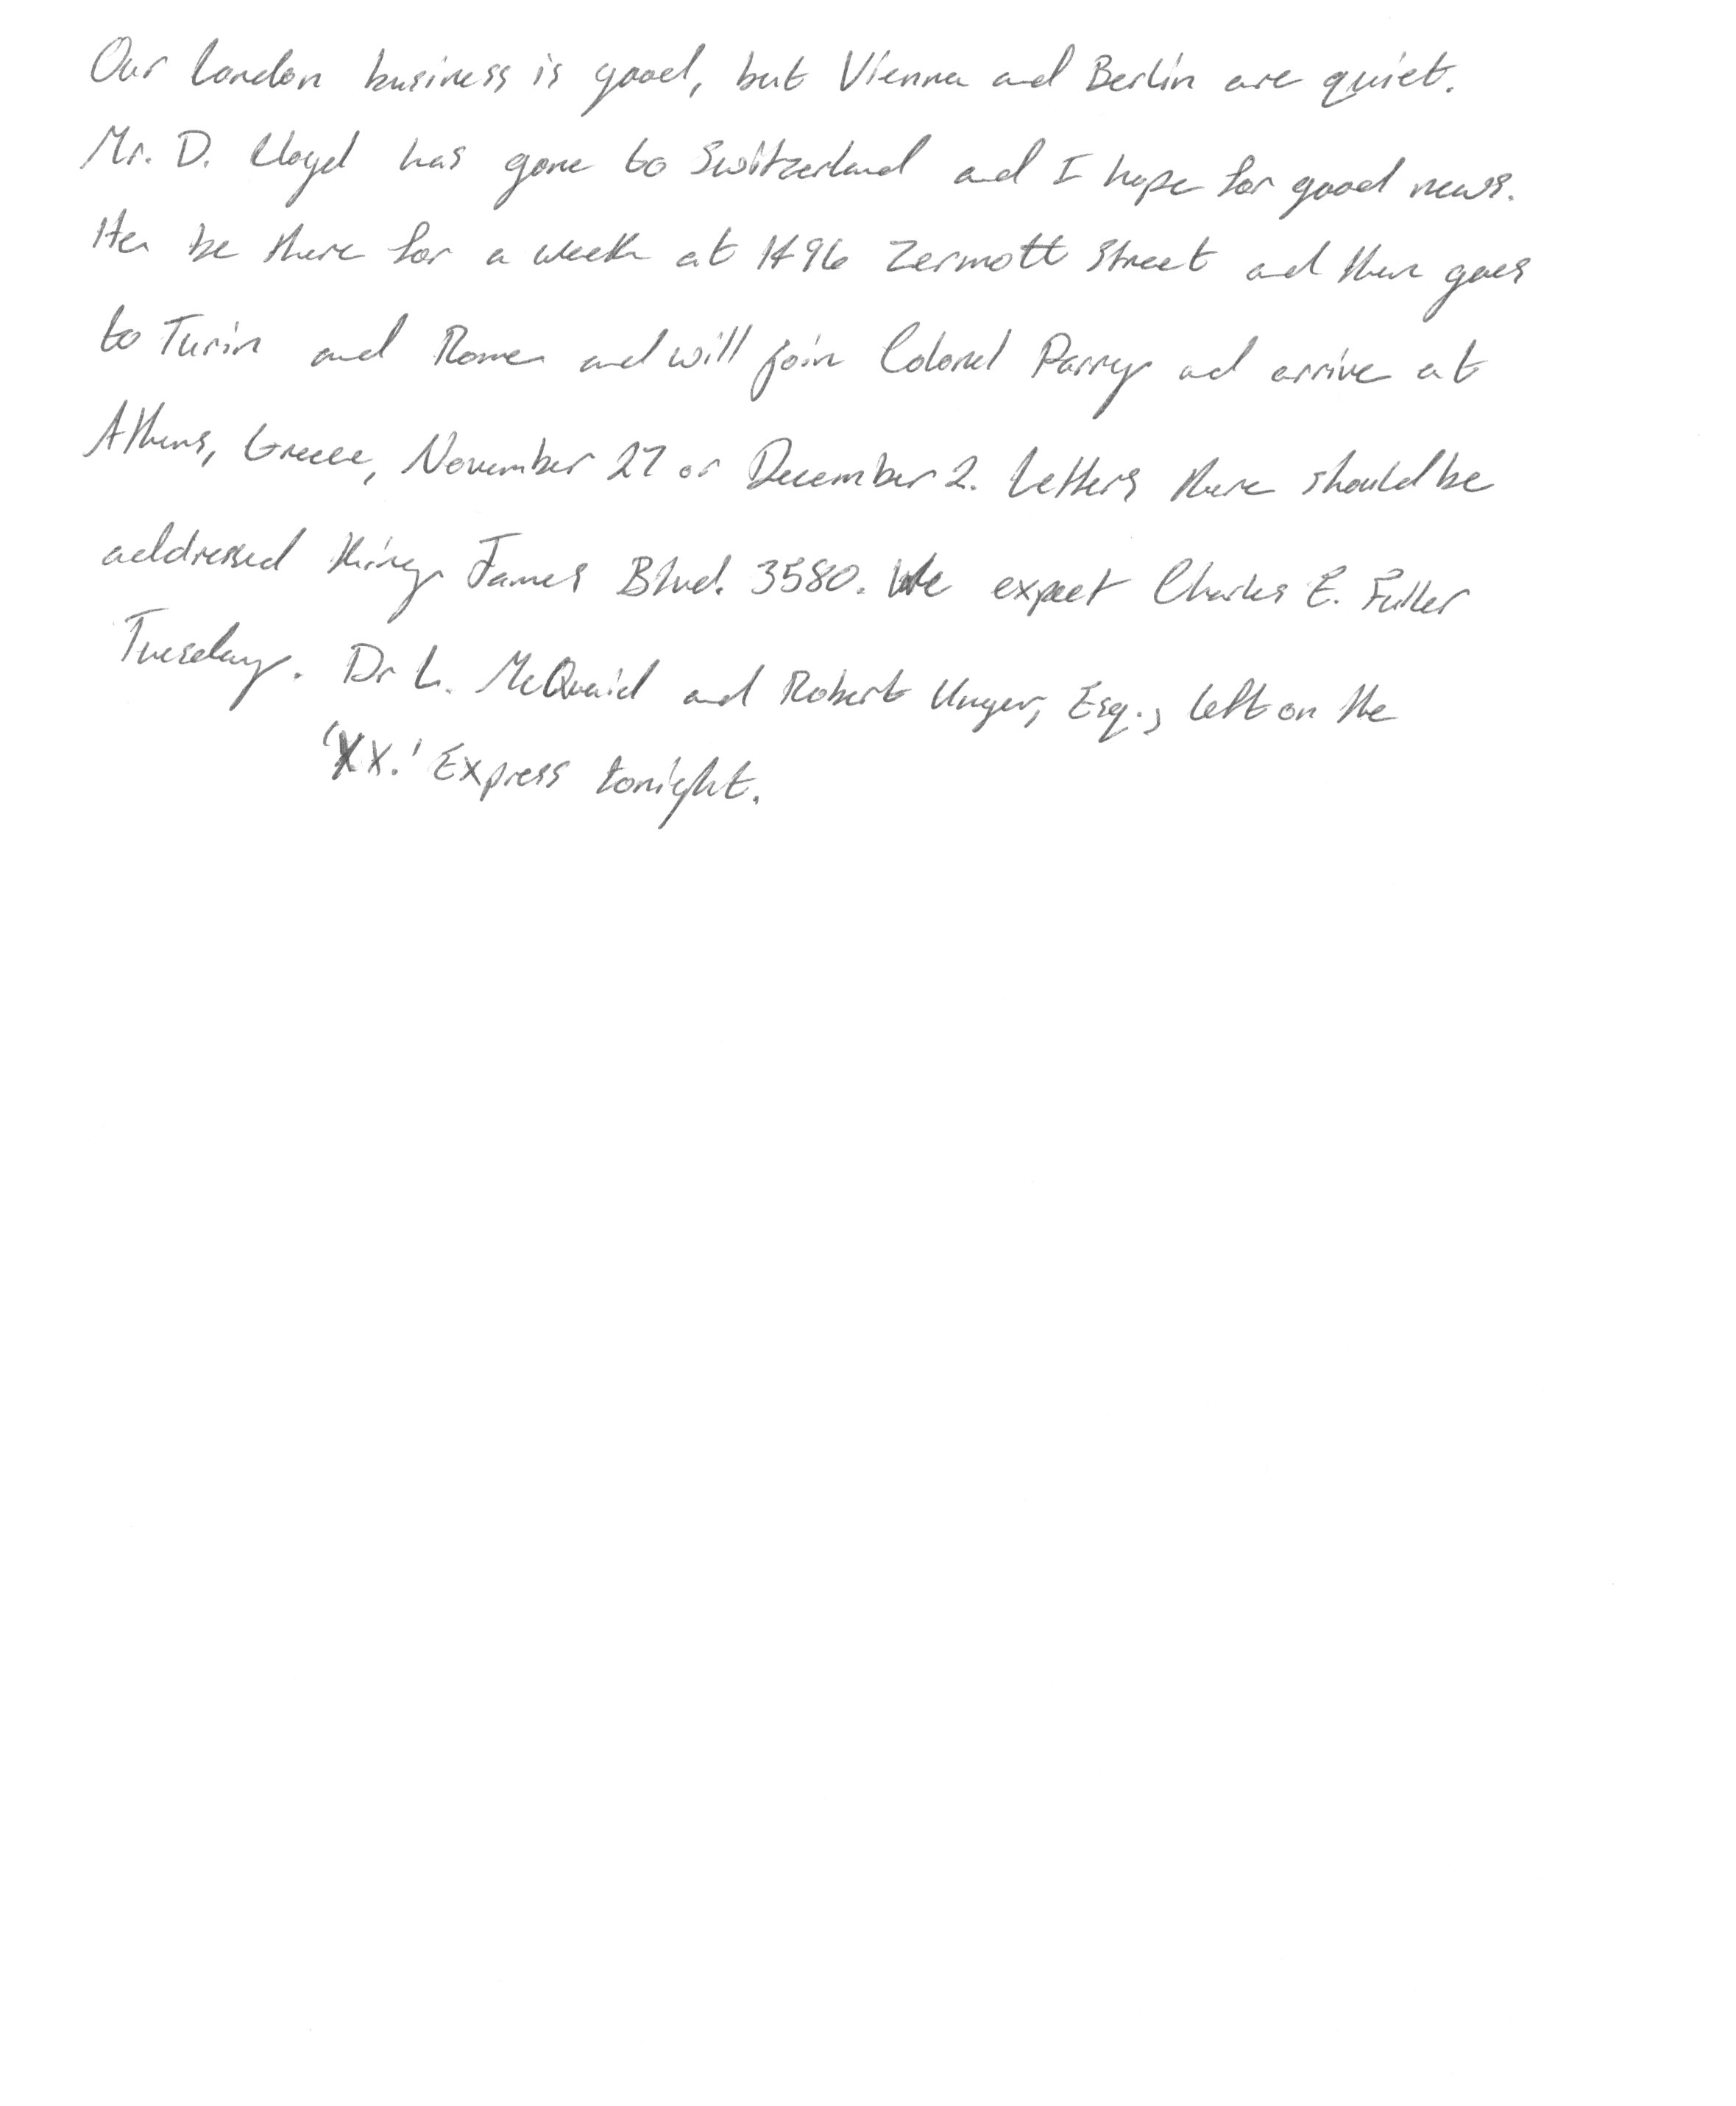 Our London business is good, but Vienna and Berlin are quiet.
Mr. D. Lloyd has gone to Switzerland and I hope for good news.
He be there for a week at 1496 Zermott Street and then goes
to Turin and Rome and will join Colonel Parry and arrive at
Athens, Greece, November 27 or December 2. Letters there should be
addressed King James Blvd. 3580. We expect Charles E. Fuller
Tuesday. Dr L. McQuaid and Robert Unger, Esq., left on the
'XX.' Express tonight.